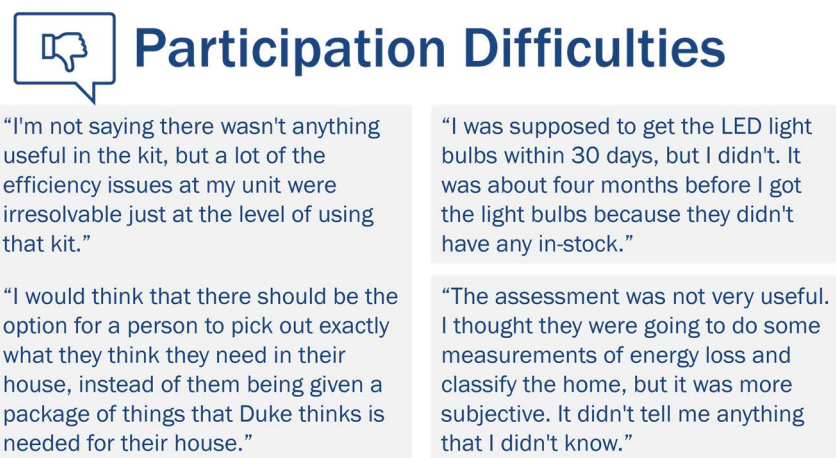 Participation Difficulties
“I'm not saying there wasn't anything
useful in the kit, but a lot of the
efficiency issues at my unit were
irresolvable just at the level of using
that kit.”
“I would think that there should be the
option for a person to pick out exactly
what they think they need in their
house, instead of them being given a
package of things that Duke thinks is
needed for their house.”
“I was supposed to get the LED light
bulbs within 30 days, but I didn't. It
was about four months before I got
the light bulbs because they didn't
have any in-stock.”
“The assessment was not very useful.
I thought they were going to do some
measurements of energy loss and
classify the home, but it was more
subjective. It didn't tell me anything
that I didn't know.”